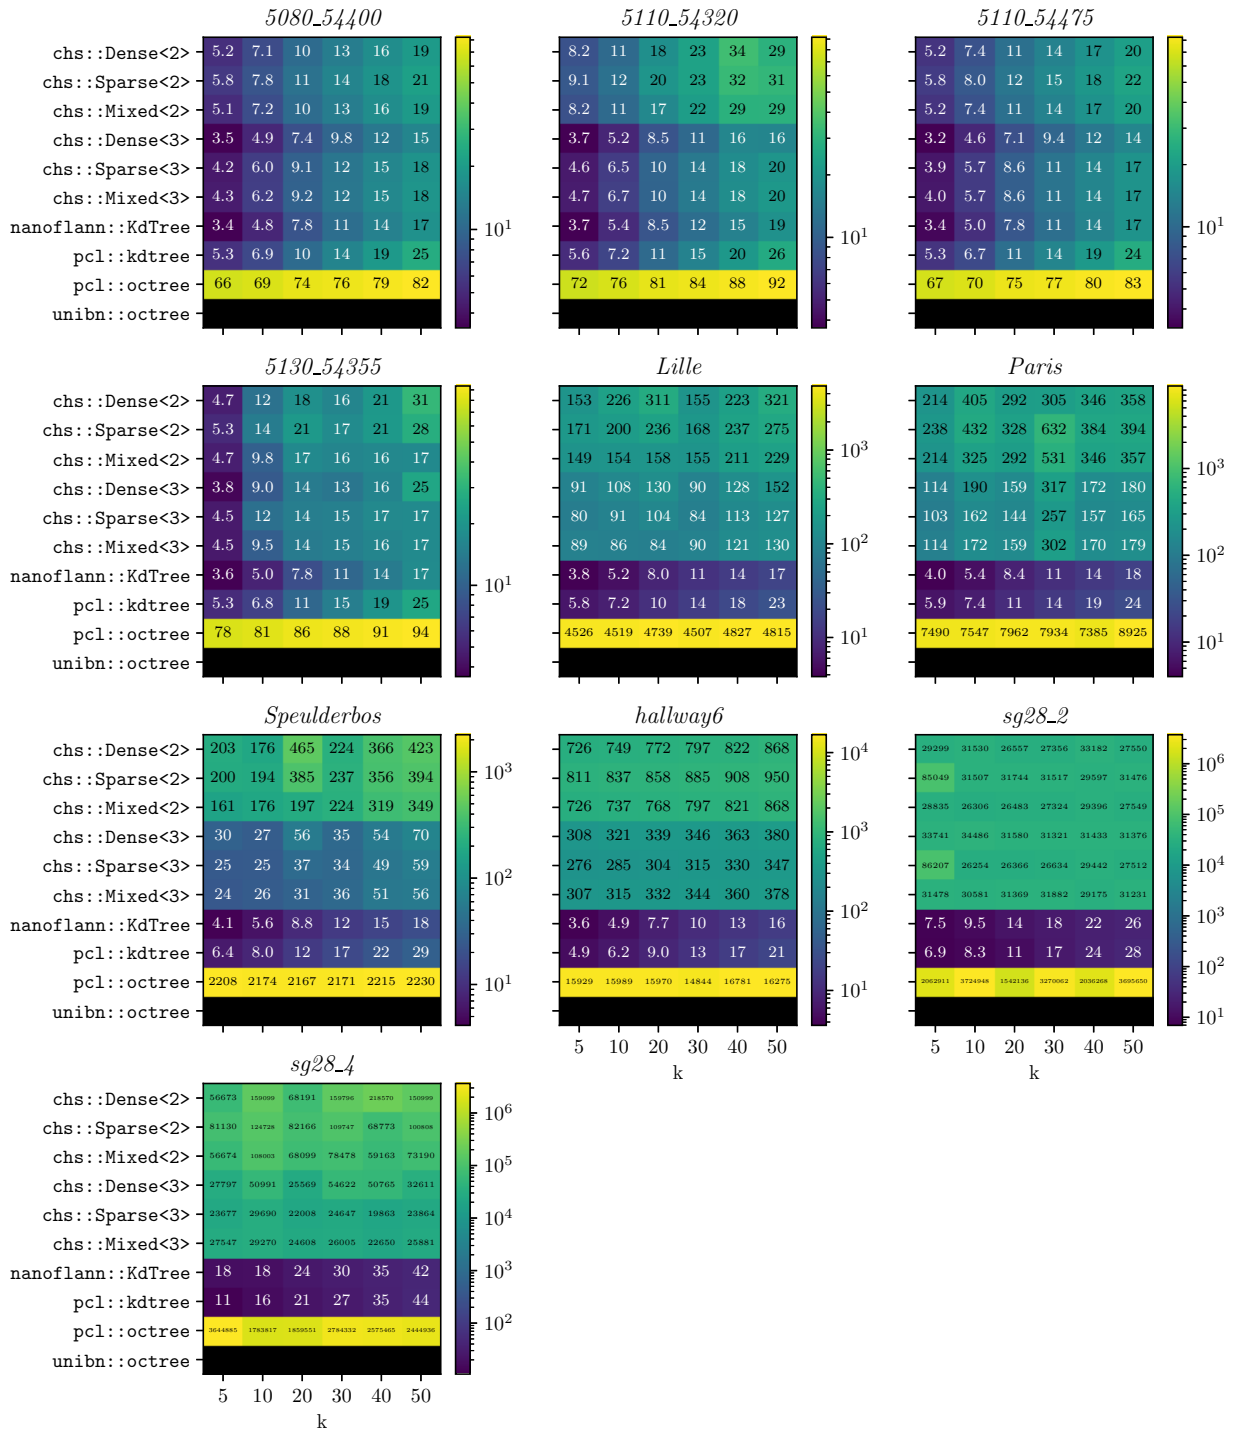 5080_54400 5110_54320 5110_54475
chs::Dense<2> 5.2 7.1 10 13 16 19 8.2 11 18 23 34 29 5.2 7.4 11 14 17 20
chs::Sparse<2> 5.8 7.8 11 14 18 21 9.1 12 20 23 32 31 5.8 8.0 12 15 18 22
chs::Mixed<2> 5.1 7.2 10 13 16 19 8.2 11 17 22 29 29 5.2 7.4 11 14 17 20
chs::Dense<3> 3.5 4.9 7.4 9.8 12 15 3.7 5.2 8.5 11 16 16 3.2 4.6 7.1 9.4 12 14
chs::Sparse<3> 4.2 6.0 9.1 12 15 18 4.6 6.5 10 14 18 20 3.9 5.7 8.6 11 14 17
chs::Mixed<3> 4.3 6.2 9.2 12 15 18 4.7 6.7 10 14 18 20 4.0 5.7 8.6 11 14 17
nanoflann::KdTree 3.4 4.8 7.8 11 14 17 10^1 3.7 5.4 8.5 12 15 19 10^1 3.4 5.0 7.8 11 14 17 10^1
pcl::kdtree 5.3 6.9 10 14 19 25 5.6 7.2 11 15 20 26 5.3 6.7 11 14 19 24
pcl::octree 66 69 74 76 79 82 72 76 81 84 88 92 67 70 75 77 80 83
unibn::octree
5130_54355 Lille Paris
chs::Dense<2> 4.7 12 18 16 21 31 153 226 311 155 223 321 214 405 292 305 346 358
chs::Sparse<2> 5.3 14 21 17 21 28 171 200 236 168 237 275 10^3 238 432 328 632 384 394
chs::Mixed<2> 4.7 9.8 17 16 16 17 149 154 158 155 211 229 214 325 292 531 346 357 10^3
chs::Dense<3> 3.8 9.0 14 13 16 25 91 108 130 90 128 152 114 190 159 317 172 180
chs::Sparse<3> 4.5 12 14 15 17 17 80 91 104 84 113 127 103 162 144 257 157 165
chs::Mixed<3> 4.5 9.5 14 15 16 17 89 86 84 90 121 130 10^2 114 172 159 302 170 179 10^2
nanoflann::KdTree 3.6 5.0 7.8 11 14 17 10^1 3.8 5.2 8.0 11 14 17 4.0 5.4 8.4 11 14 18
pcl::kdtree 5.3 6.8 11 15 19 25 5.8 7.2 10 14 18 23 5.9 7.4 11 14 19 24
pcl::octree 78 81 86 88 91 94 4526 4519 4739 4507 4827 4815 10^1 7490 7547 7962 7934 7385 8925 10^1
unibn::octree
Speulderbos hallway6 sg28_2
chs::Dense<2> 203 176 465 224 366 423 726 749 772 797 822 868 10^4 29299 31530 26557 27356 33182 27550
chs::Sparse<2> 200 194 385 237 356 394 10^3 811 837 858 885 908 950 85049 31507 31744 31517 29597 31476 10^6
chs::Mixed<2> 161 176 197 224 319 349 726 737 768 797 821 868 28835 26306 26483 27324 29396 27549 10^5
chs::Dense<3> 30 27 56 35 54 70 308 321 339 346 363 380 10^3 33741 34486 31580 31321 31433 31376
chs::Sparse<3> 25 25 37 34 49 59 10^2 276 285 304 315 330 347 86207 26254 26366 26634 29442 27512 10^4
chs::Mixed<3> 24 26 31 36 51 56 307 315 332 344 360 378 10^2 31478 30581 31369 31882 29175 31231 10^3
nanoflann::KdTree 4.1 5.6 8.8 12 15 18 3.6 4.9 7.7 10 13 16 7.5 9.5 14 18 22 26
pcl::kdtree 6.4 8.0 12 17 22 29 4.9 6.2 9.0 13 17 21 6.9 8.3 11 17 24 28 10^2
pcl::octree 2208 2174 2167 2171 2215 2230 10^1 15929 15989 15970 14844 16781 16275 10^1 2062911 3724948 1542136 3270062 2036268 3695650
unibn::octree 10^1
5 10 20 30 40 50 5 10 20 30 40 50
k k
sg28_4
chs::Dense<2> 56673 159099 68191 159796 218570 150999 10^6
chs::Sparse<2> 81130 124728 82166 109747 68773 100808
chs::Mixed<2> 56674 108003 68099 78478 59163 73190 10^5
chs::Dense<3> 27797 50991 25569 54622 50765 32611
chs::Sparse<3> 23677 29690 22008 24647 19863 23864 10^4
chs::Mixed<3> 27547 29270 24608 26005 22650 25881
nanoflann::KdTree 18 18 24 30 35 42 10^3
pcl::kdtree 11 16 21 27 35 44
pcl::octree 3644885 1783817 1859551 2784332 2575465 2444936 10^2
unibn::octree
5 10 20 30 40 50
k